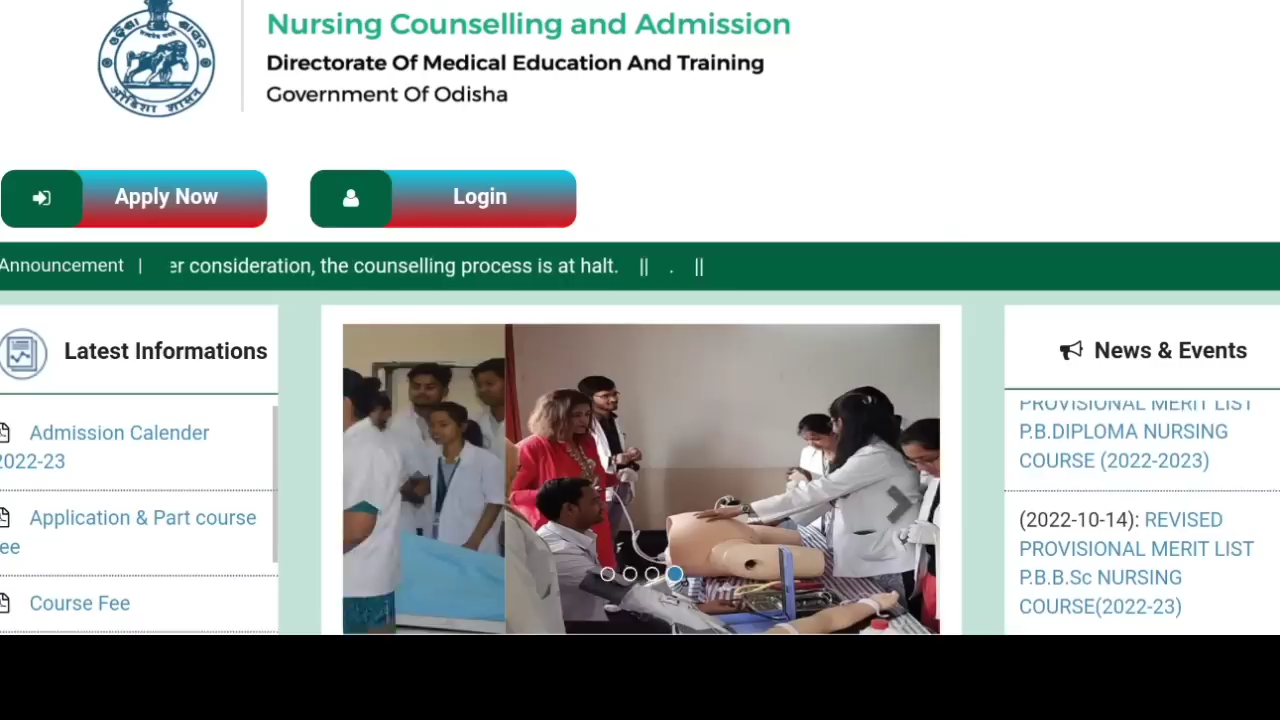 Nursing Counselling and Admission
Directorate Of Medical Education And Training
Government Of Odisha
Apply Now
Login
Announcement | er consideration, the counselling process is at halt. || . ||
Latest Informations
Admission Calender
2022-23
Application & Part course
ee
Course Fee
News & Events
PROVISIONAL MERIT LIST
P.B.DIPLOMA NURSING
COURSE (2022-2023)
(2022-10-14): REVISED
PROVISIONAL MERIT LIST
P.B.B.Sc NURSING
COURSE(2022-23)